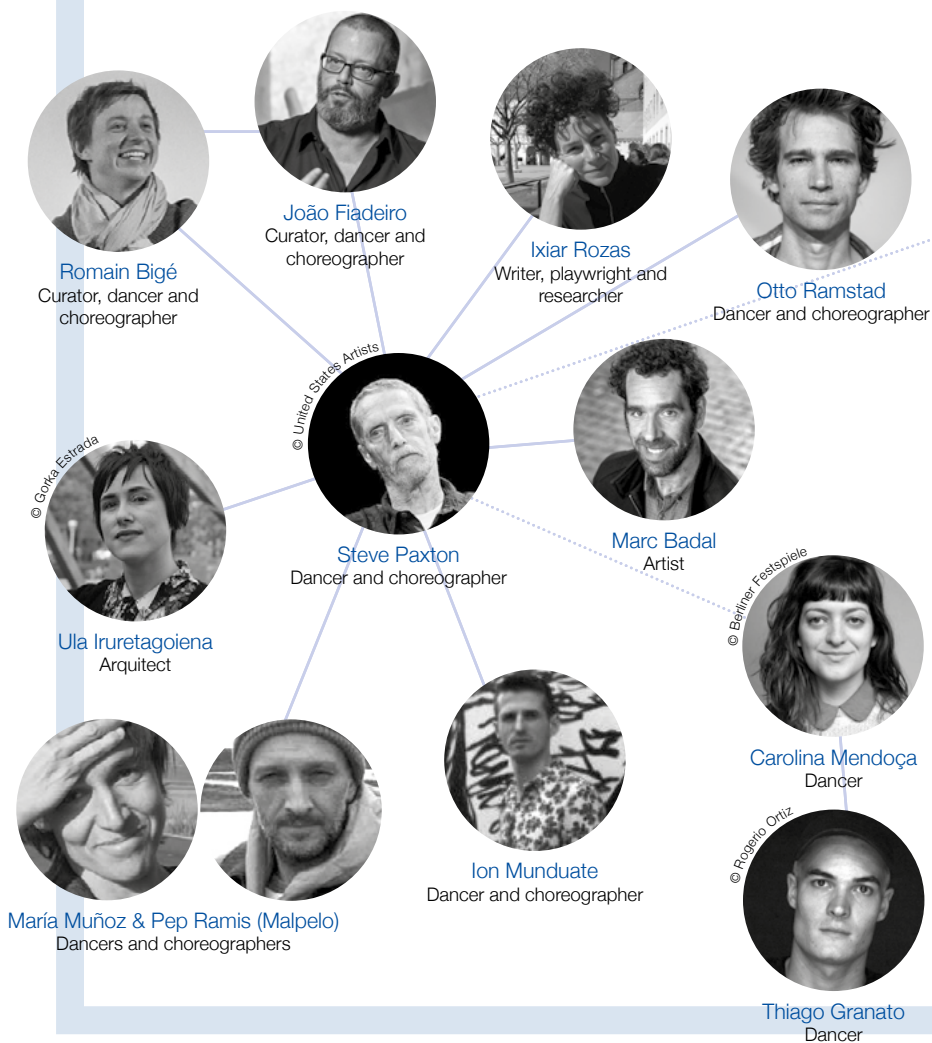 João Fiadeiro
Curator, dancer and
choreographer
Ixiar Rozas
Writer, playwright and
researcher
Romain Bigé
Curator, dancer and
choreographer
Otto Ramstad
Dancer and choreographer
© United States Artists
© Gorka Estrada
Steve Paxton
Dancer and choreographer
Marc Badal
Artist
© Berliner Festspiele
Ula Iruretagoiena
Arquitect
Carolina Mendoça
Dancer
© Rogerio Ortiz
Ion Munduate
Dancer and choreographer
María Muñoz & Pep Ramis (Malpelo)
Dancers and choreographers
Thiago Granato
Dancer